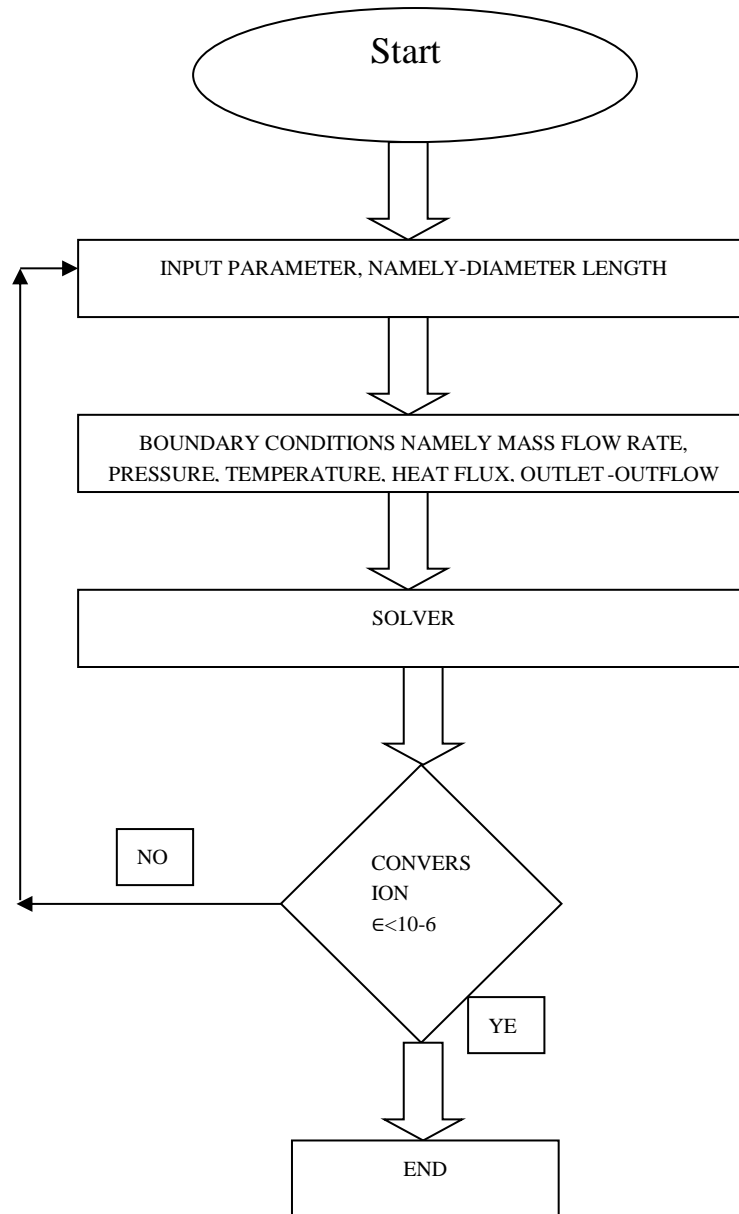 Start
INPUT PARAMETER, NAMELY-DIAMETER LENGTH
BOUNDARY CONDITIONS NAMELY MASS FLOW RATE,
PRESSURE, TEMPERATURE, HEAT FLUX, OUTLET-OUTFLOW
SOLVER
NO
CONVERS
ION
∈<10-6
YE
END